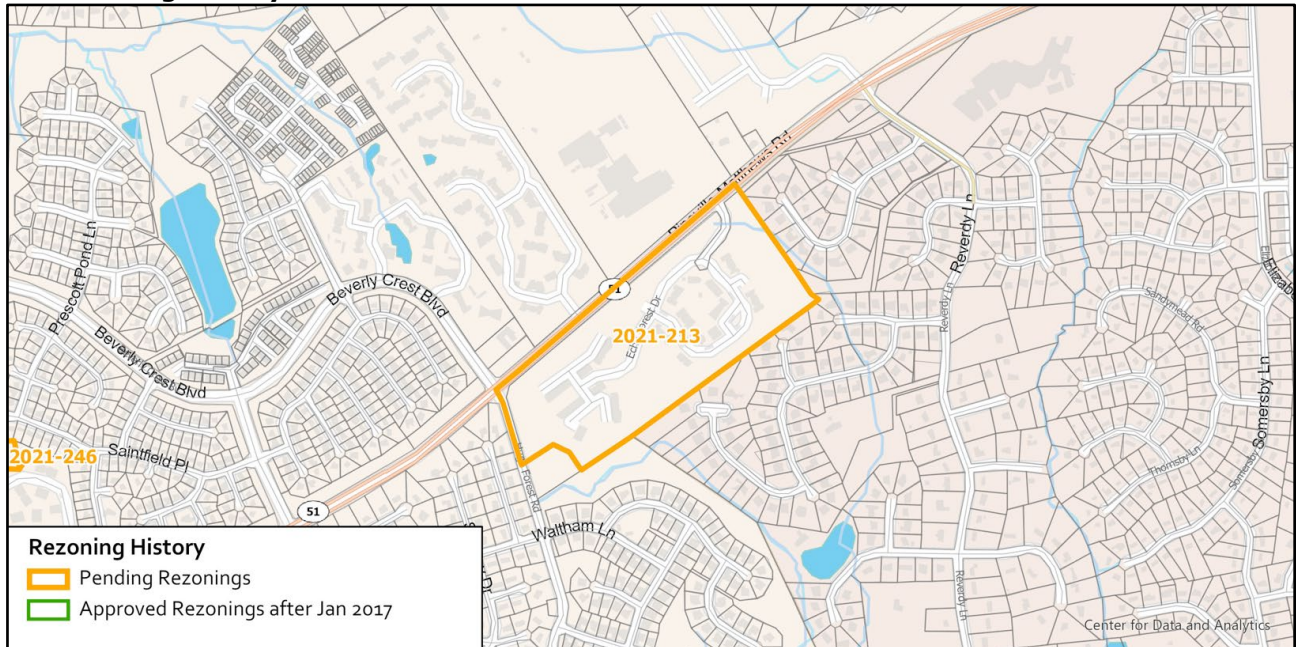 Prescott Pond Ln
Beverly Crest Blvd
Beverly Crest Blvd
Saintfield Pl
2021-246
51
51
2021-213
Reverdy Ln
Reverdy Ln
Reverdy Ln
Sandymead Rd
Thornsby Ln
Somersby Ln
Somersby Ln
Waltham Ln
Forest Rd
Rezoning History
Pending Rezonings
Approved Rezonings after Jan 2017
Center for Data and Analytics